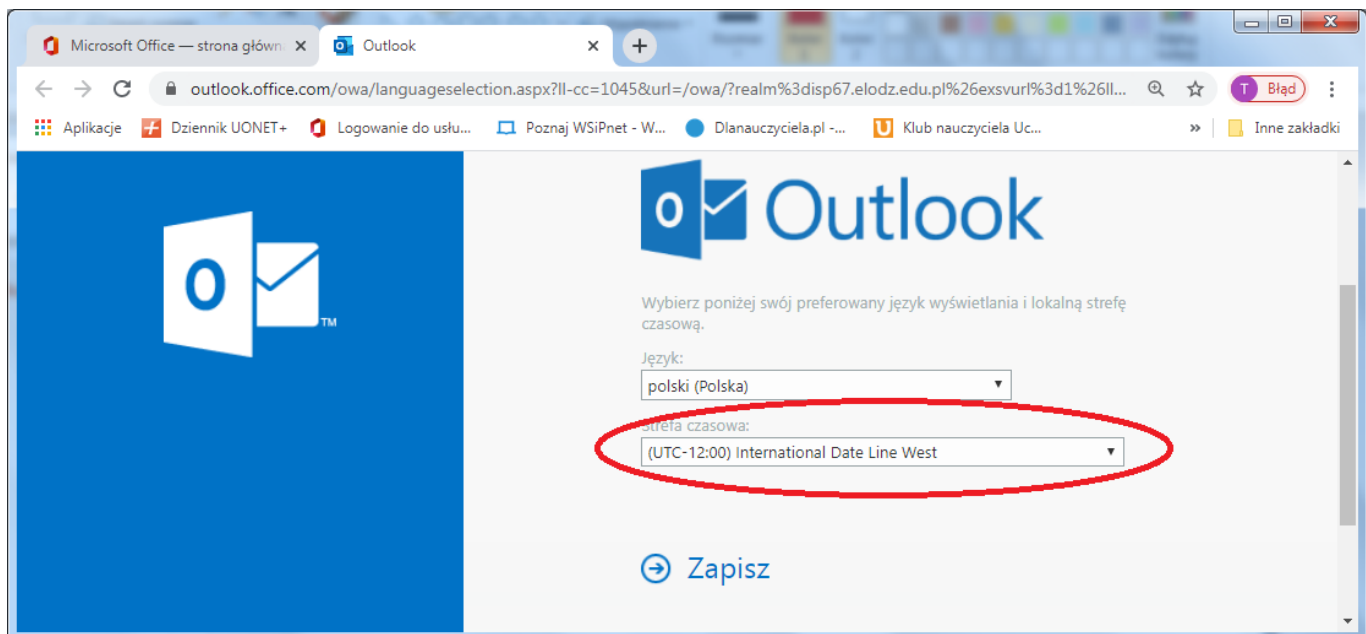 Microsoft Office — strona główn
Outlook
outlook.office.com/owa/languageselection.aspx?ll-cc=1045&url=/owa/?realm%3disp67.elodz.edu.pl%26exsvurl%3d1%26ll...
T Błąd
Aplikacje
Dziennik UONET+
Logowanie do usłu...
Poznaj WSiPnet - W...
Dlanauczyciela.pl -...
Klub nauczyciela Uc...
»
Inne zakładki
O
TM
O Outlook
Wybierz poniżej swój preferowany język wyświetlania i lokalną strefę
czasową.
Język:
polski (Polska)
Strefa czasowa:
(UTC-12:00) International Date Line West
Zapisz